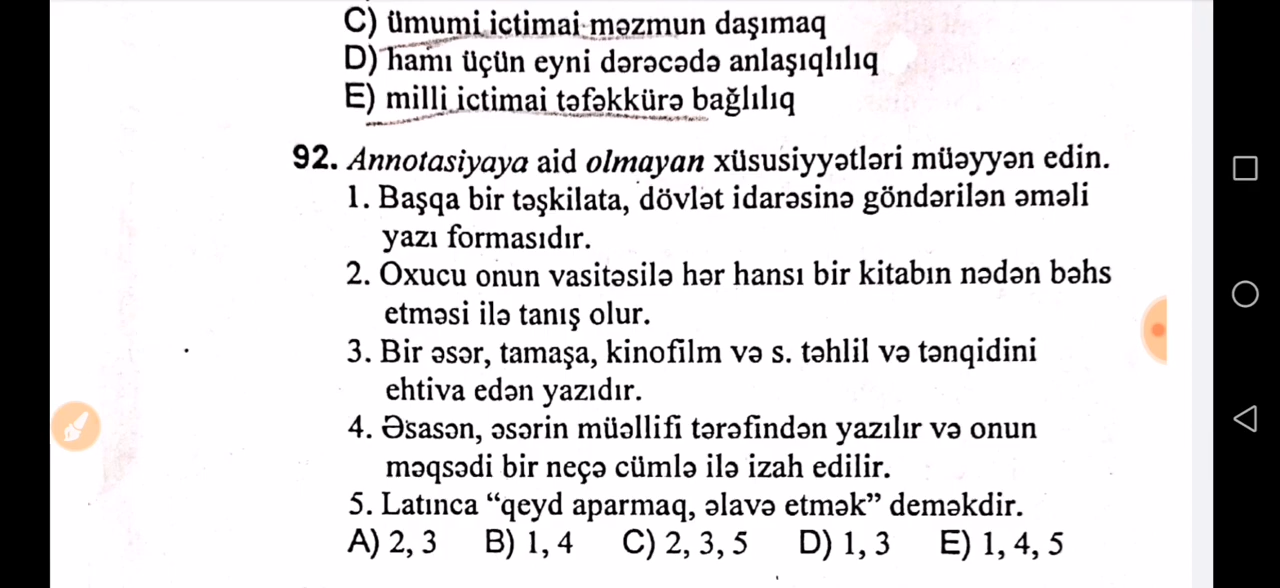 C) ümumi ictimai məzmun daşımaq
D) hamı üçün eyni dərəcədə anlaşıqlılıq
E) milli ictimai təfəkkürə bağlılıq
92. Annotasiyaya aid olmayan xüsusiyyətləri müəyyən edin.
1. Başqa bir təşkilata, dövlət idarəsinə göndərilən əməli
yazı formasıdır.
2. Oxucu onun vasitəsilə hər hansı bir kitabın nədən bəhs
etməsi ilə tanış olur.
3. Bir əsər, tamaşa, kinofilm və s. təhlil və tənqidini
ehtiva edən yazıdır.
4. Əsasən, əsərin müəllifi tərəfindən yazılır və onun
məqsədi bir neçə cümlə ilə izah edilir.
5. Latınca “qeyd aparmaq, əlavə etmək” deməkdir.
A) 2, 3 B) 1, 4 C) 2, 3, 5 D) 1, 3 E) 1, 4, 5